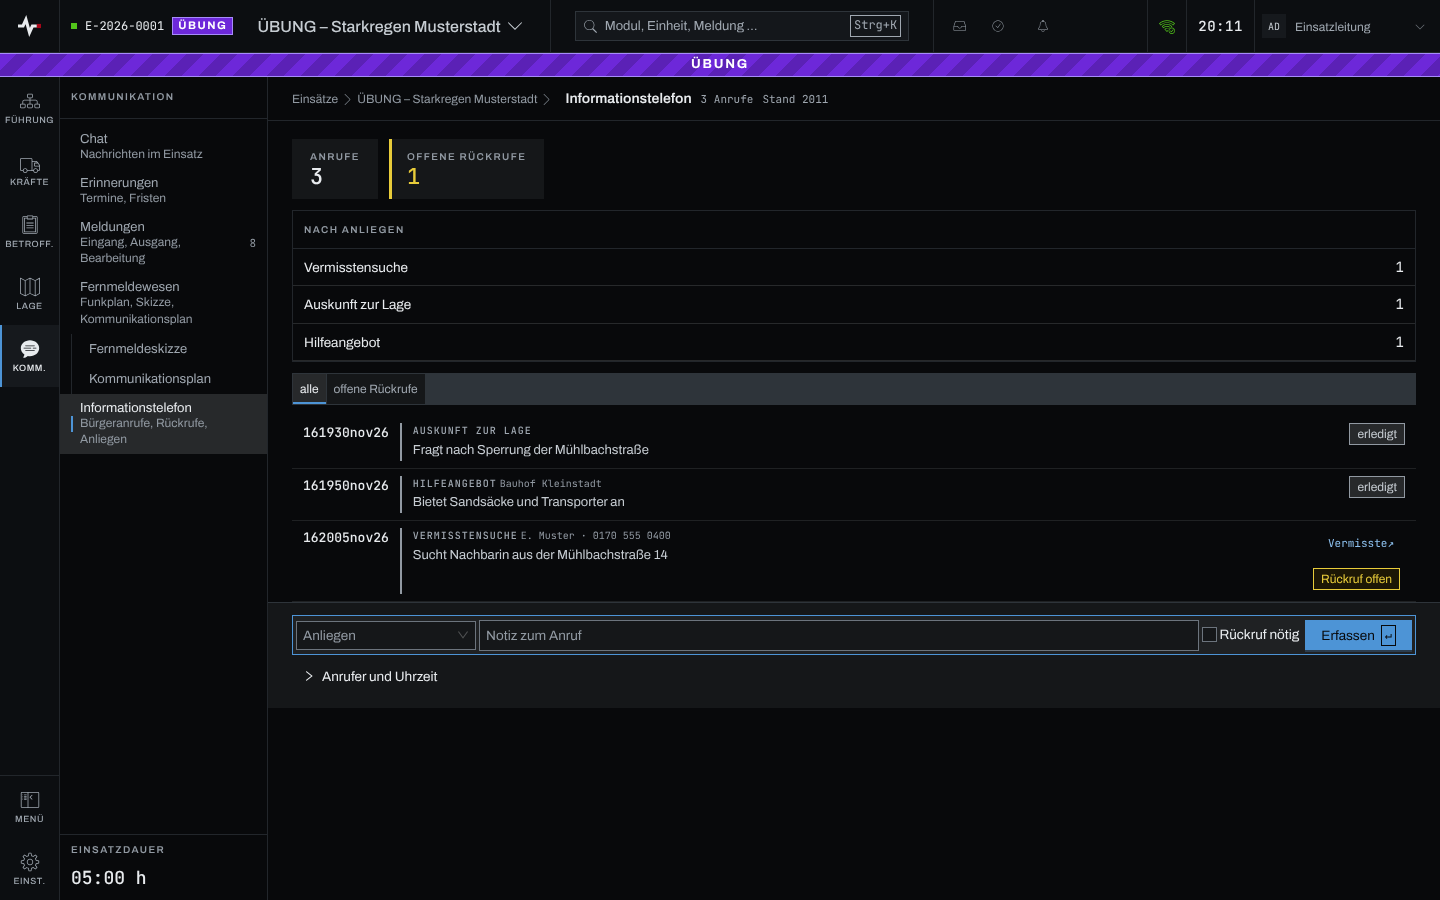 E-2026-0001 ÜBUNG ÜBUNG – Starkregen Musterstadt Modul, Einheit, Meldung ... Strg+K 20:11 AD Einsatzleitung
ÜBUNG
FÜHRUNG
KRÄFTE
BETROFF.
LAGE
KOMM.
MENÜ
EINST.
KOMMUNIKATION
Chat
Nachrichten im Einsatz
Erinnerungen
Termine, Fristen
Meldungen
Eingang, Ausgang, 8
Bearbeitung
Fernmeldewesen
Funkplan, Skizze,
Kommunikationsplan
Fernmeldeskizze
Kommunikationsplan
Informationstelefon
Bürgeranrufe, Rückrufe,
Anliegen
EINSATZDAUER
05:00 h
Einsätze ÜBUNG – Starkregen Musterstadt Informationstelefon 3 Anrufe Stand 2011
ANRUFE
3
OFFENE RÜCKRUFE
1
NACH ANLIEGEN
Vermisstensuche 1
Auskunft zur Lage 1
Hilfeangebot 1
alle offene Rückrufe
161930nov26 AUSKUNFT ZUR LAGE erledigt
Fragt nach Sperrung der Mühlbachstraße
161950nov26 HILFEANGEBOT Bauhof Kleinstadt erledigt
Bietet Sandsäcke und Transporter an
162005nov26 VERMISSTENSUCHE E. Muster · 0170 555 0400
Sucht Nachbarin aus der Mühlbachstraße 14
Vermisste↗
Rückruf offen
Anliegen Notiz zum Anruf Rückruf nötig Erfassen ↵
Anrufer und Uhrzeit